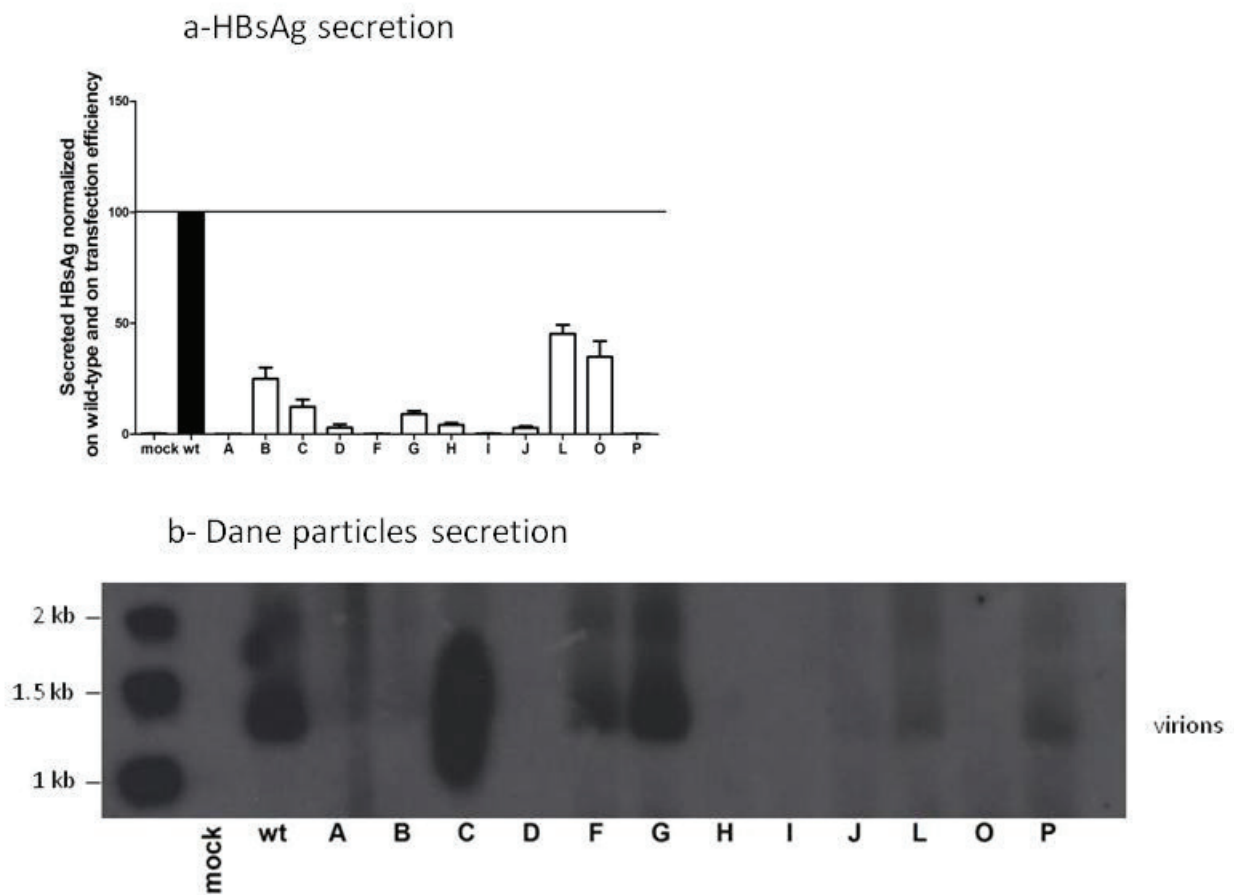 a-HBsAg secretion
Secreted HBsAg normalized
on wild-type and on transfection efficiency
150
100
50
0
mock wt A B C D F G H I J L O P
b- Dane particles secretion
2 kb
1.5 kb
1 kb
virions
mock wt A B C D F G H I J L O P